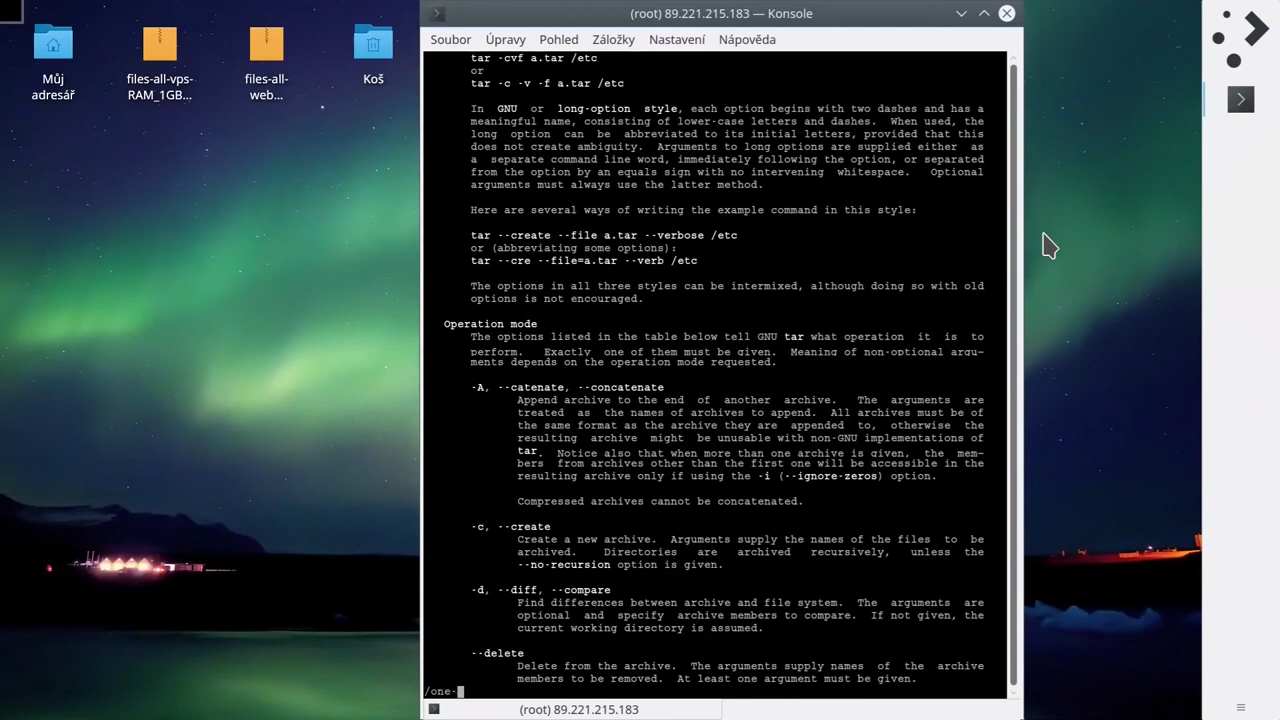 Můj
adresář
files-all-vps-
RAM_1GB...
files-all-
web...
Koš
(root) 89.221.215.183 — Konsole
Soubor Úpravy Pohled Záložky Nastavení Nápověda
tar -cvf a.tar /etc
or
tar -c -v -f a.tar /etc
In GNU or long-option style, each option begins with two dashes and has a
meaningful name, consisting of lower-case letters and dashes. When used, the
long option can be abbreviated to its initial letters, provided that this
does not create ambiguity. Arguments to long options are supplied either as
a separate command line word, immediately following the option, or separated
from the option by an equals sign with no intervening whitespace. Optional
arguments must always use the latter method.
Here are several ways of writing the example command in this style:
tar --create --file a.tar --verbose /etc
or (abbreviating some options):
tar --cre --file=a.tar --verb /etc
The options in all three styles can be intermixed, although doing so with old
options is not encouraged.
Operation mode
The options listed in the table below tell GNU tar what operation it is to
perform. Exactly one of them must be given. Meaning of non-optional argu-
ments depends on the operation mode requested.
-A, --catenate, --concatenate
Append archive to the end of another archive. The arguments are
treated as the names of archives to append. All archives must be of
the same format as the archive they are appended to, otherwise the
resulting archive might be unusable with non-GNU implementations of
tar. Notice also that when more than one archive is given, the mem-
bers from archives other than the first one will be accessible in the
resulting archive only if using the -i (--ignore-zeros) option.
Compressed archives cannot be concatenated.
-c, --create
Create a new archive. Arguments supply the names of the files to be
archived. Directories are archived recursively, unless the
--no-recursion option is given.
-d, --diff, --compare
Find differences between archive and file system. The arguments are
optional and specify archive members to compare. If not given, the
current working directory is assumed.
--delete
Delete from the archive. The arguments supply names of the archive
members to be removed. At least one argument must be given.
/one-
(root) 89.221.215.183